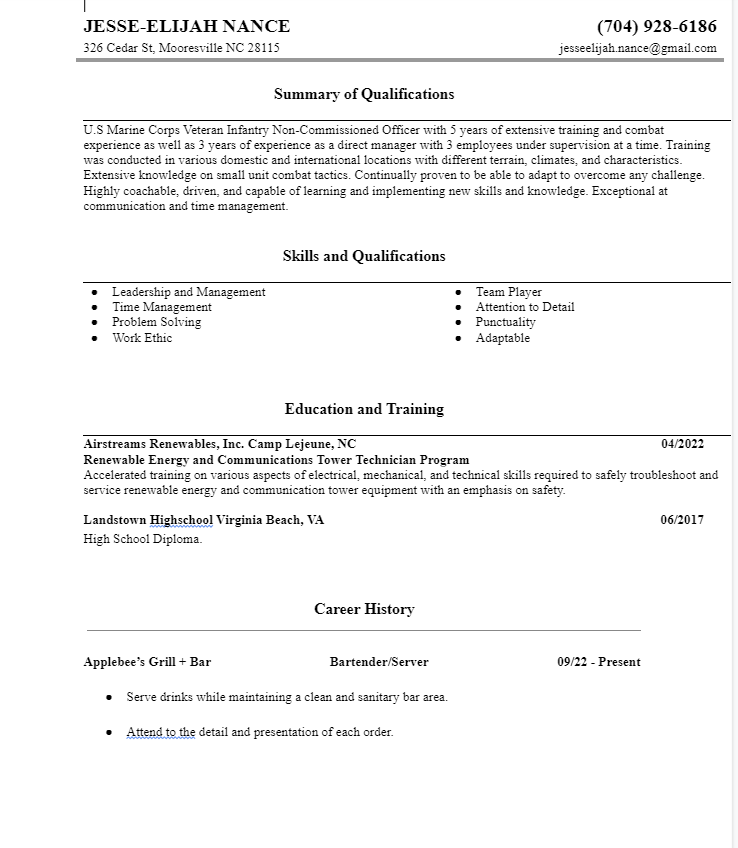 JESSE-ELIJAH NANCE (704) 928-6186
326 Cedar St, Mooresville NC 28115 jesseelijah.nance@gmail.com
Summary of Qualifications
U.S Marine Corps Veteran Infantry Non-Commissioned Officer with 5 years of extensive training and combat
experience as well as 3 years of experience as a direct manager with 3 employees under supervision at a time. Training
was conducted in various domestic and international locations with different terrain, climates, and characteristics.
Extensive knowledge on small unit combat tactics. Continually proven to be able to adapt to overcome any challenge.
Highly coachable, driven, and capable of learning and implementing new skills and knowledge. Exceptional at
communication and time management.
Skills and Qualifications
● Leadership and Management ● Team Player
● Time Management ● Attention to Detail
● Problem Solving ● Punctuality
● Work Ethic ● Adaptable
Education and Training
Airstreams Renewables, Inc. Camp Lejeune, NC 04/2022
Renewable Energy and Communications Tower Technician Program
Accelerated training on various aspects of electrical, mechanical, and technical skills required to safely troubleshoot and
service renewable energy and communication tower equipment with an emphasis on safety.
Landstown Highschool Virginia Beach, VA 06/2017
High School Diploma.
Career History
Applebee’s Grill + Bar Bartender/Server 09/22 - Present
● Serve drinks while maintaining a clean and sanitary bar area.
● Attend to the detail and presentation of each order.